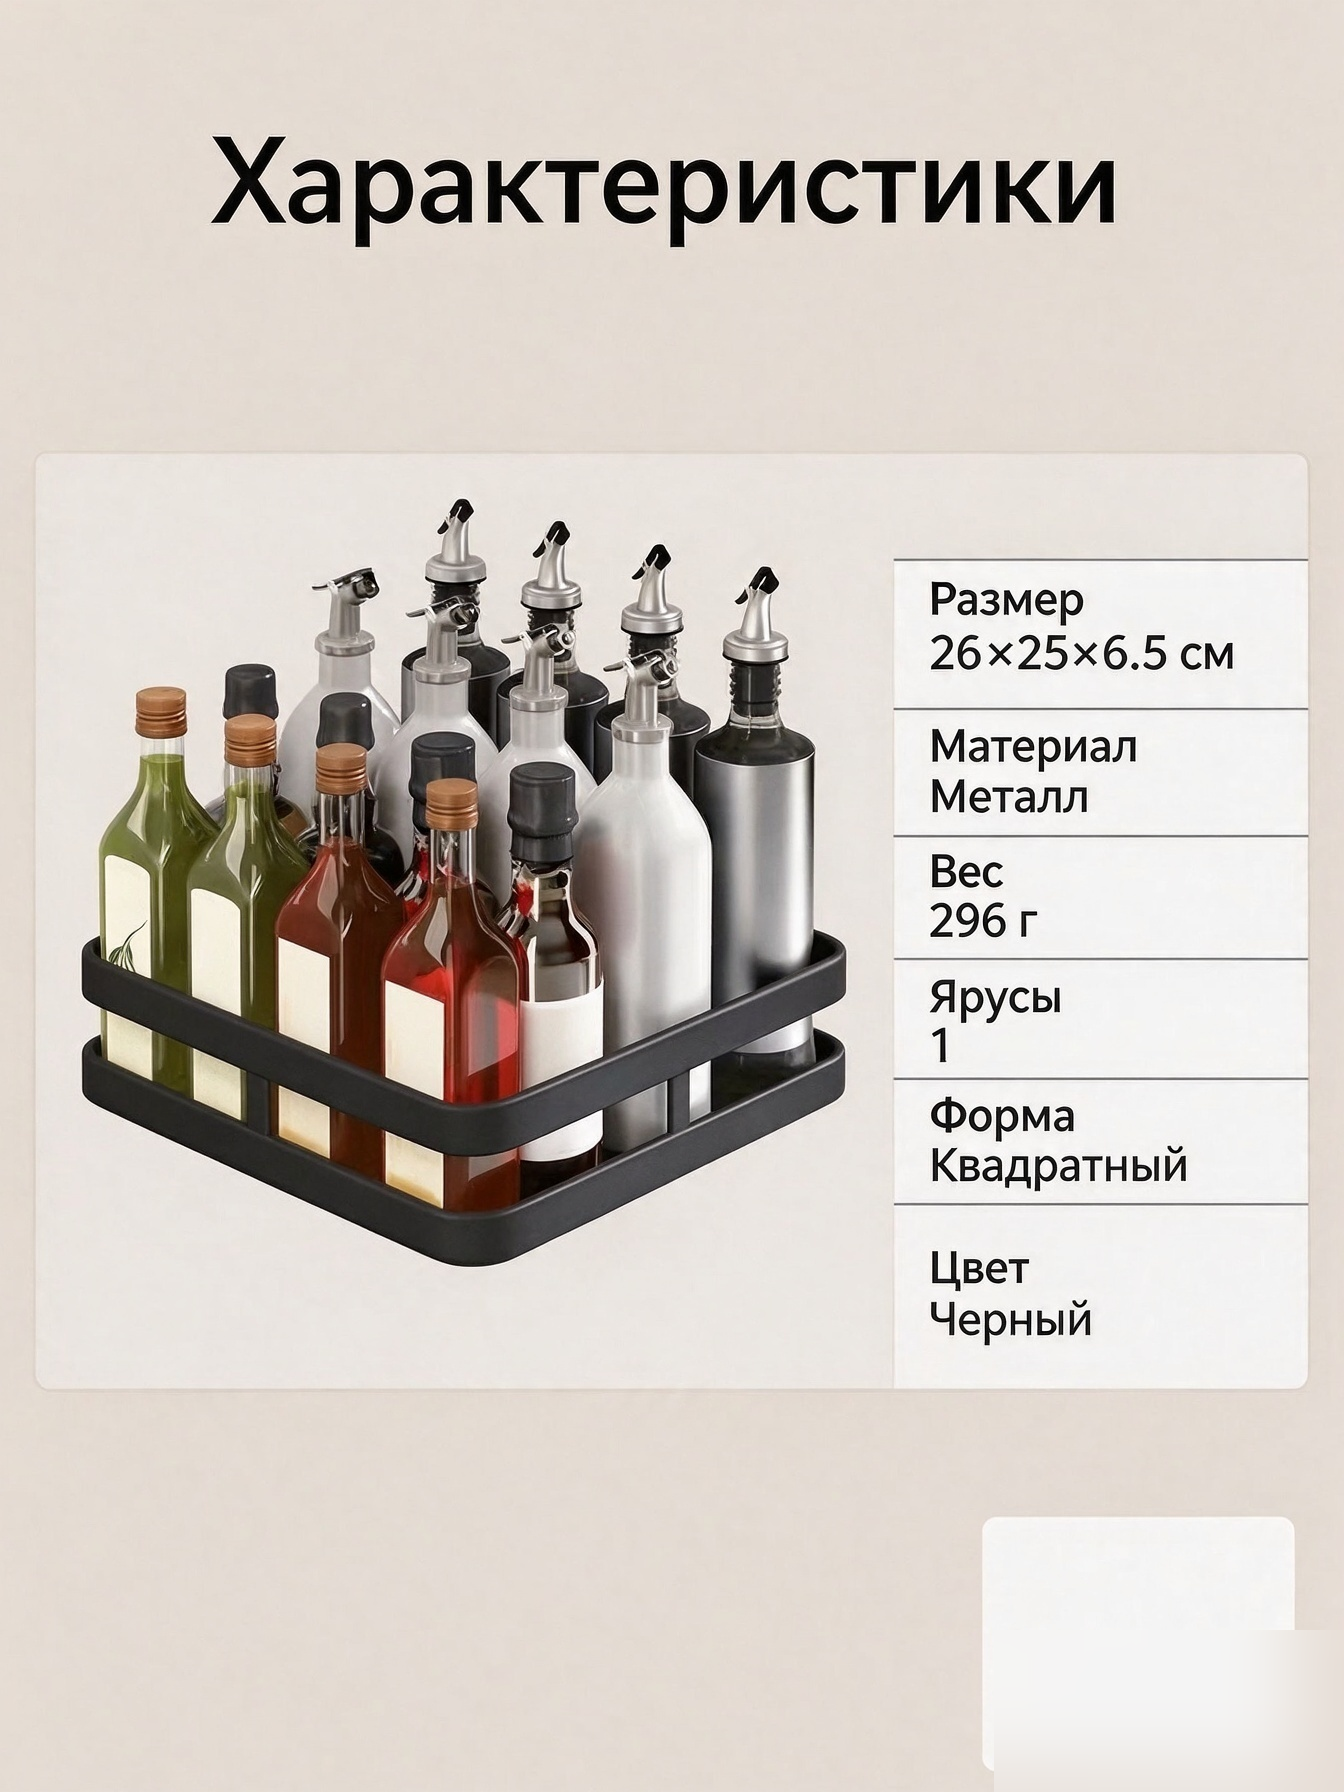 Характеристики
Размер
26×25×6.5 см
Материал
Металл
Вес
296 г
Ярусы
1
Форма
Квадратный
Цвет
Черный